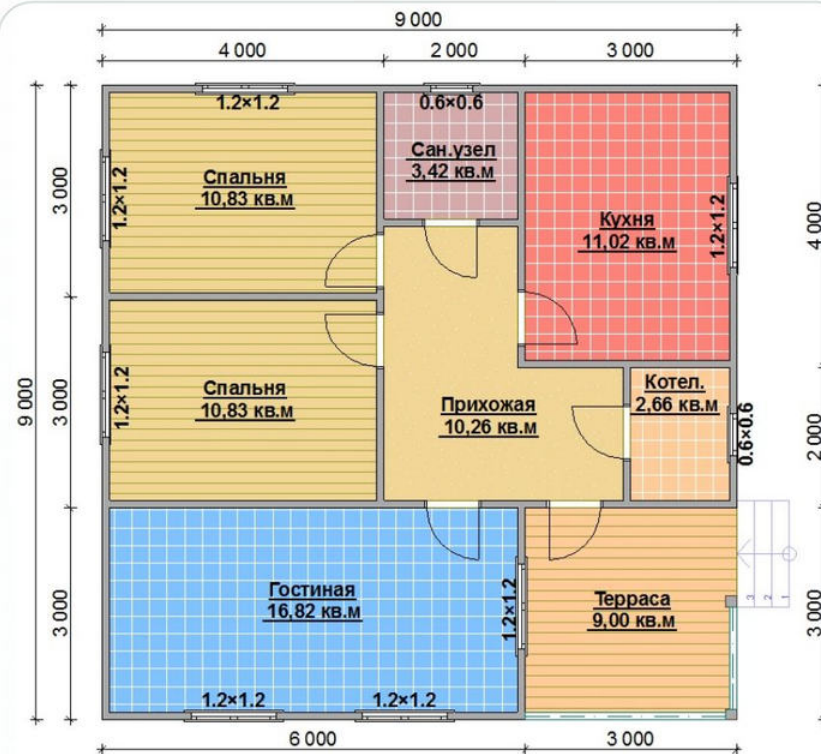 9 000
4 000
2 000
3 000
1.2×1.2
0.6×0.6
Сан.узел
3,42 кв.м
Спальня
10,83 кв.м
Кухня
11,02 кв.м
1.2×1.2
1.2×1.2
3 000
4 000
9 000
3 000
1.2×1.2
Спальня
10,83 кв.м
Прихожая
10,26 кв.м
Котел.
2,66 кв.м
0.6×0.6
2 000
3 000
Гостиная
16,82 кв.м
1.2×1.2
Терраса
9,00 кв.м
3 2 1
3 000
1.2×1.2
1.2×1.2
6 000
3 000